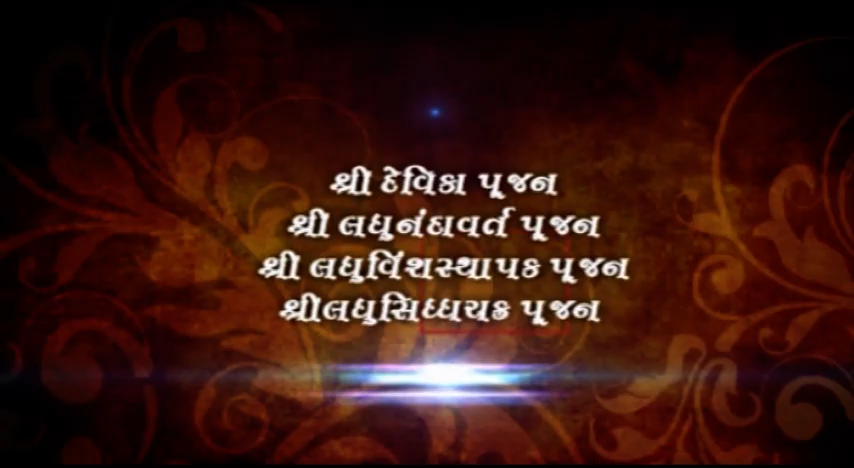 શ્રી દેવિકા પૂજન
શ્રી લઘુનંદાવર્ત પૂજન
શ્રી લઘુવિંશસ્થાપક પૂજન
શ્રીલઘુસિધ્ધચક્ર પૂજન